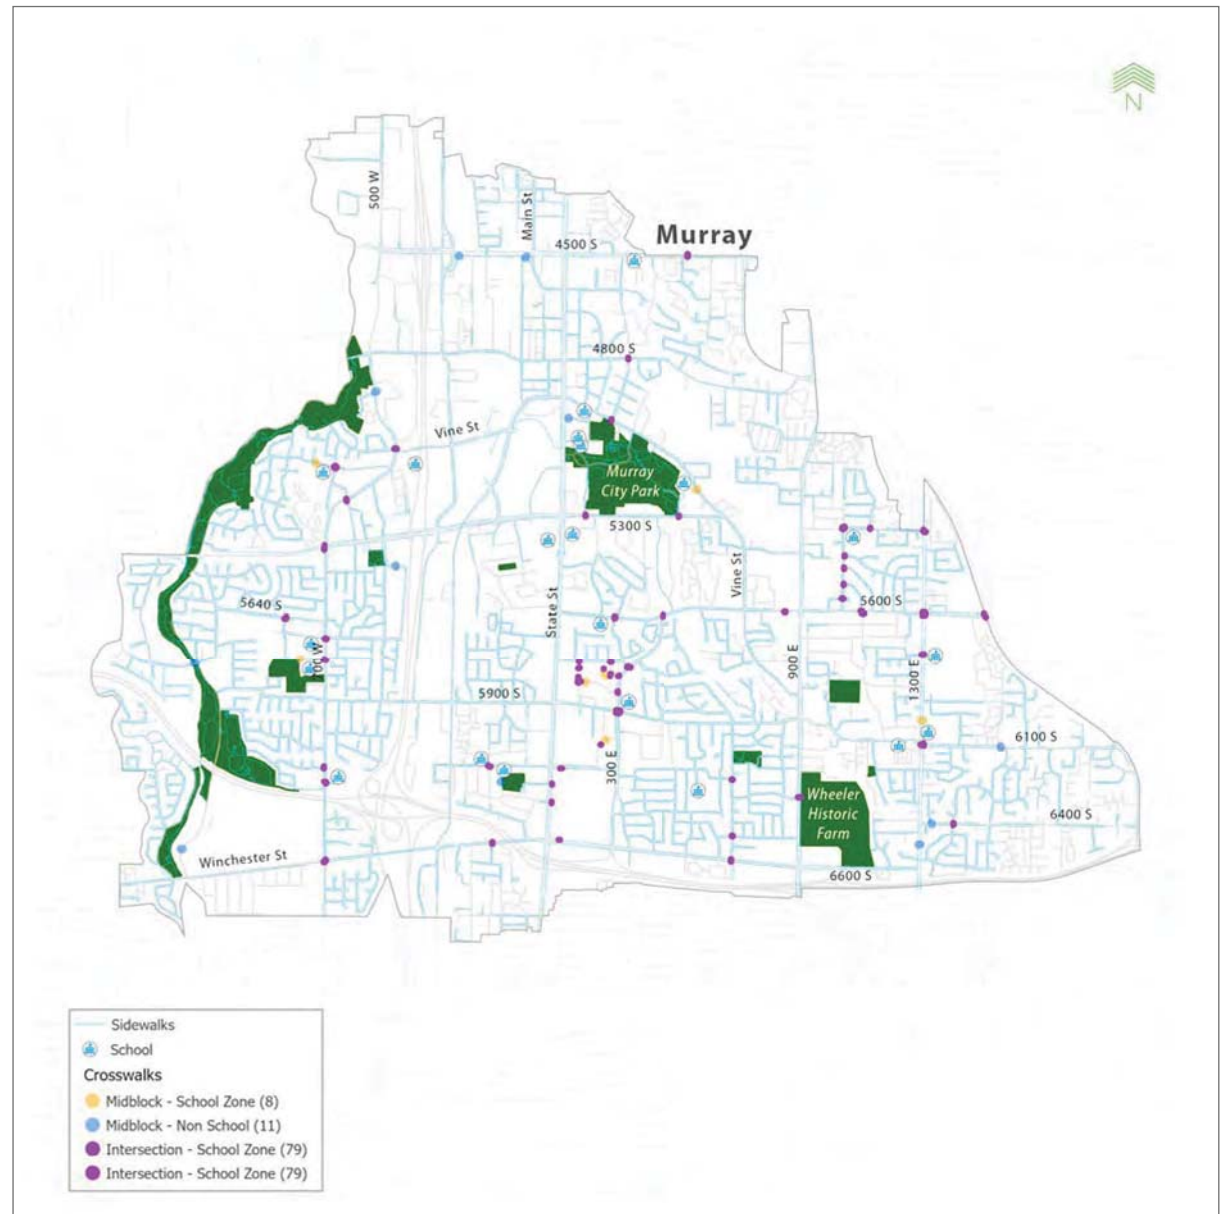 N
500 W
Main St
4500 S
Murray
4800 S
Vine St
Murray
City Park
5300 S
Vine St
5640 S
State St
5600 S
900 E
1300 E
5900 S
300 E
6100 S
Wheeler
Historic
Farm
6400 S
Winchester St
6600 S
Sidewalks
School
Crosswalks
Midblock - School Zone (8)
Midblock - Non School (11)
Intersection - School Zone (79)
Intersection - School Zone (79)